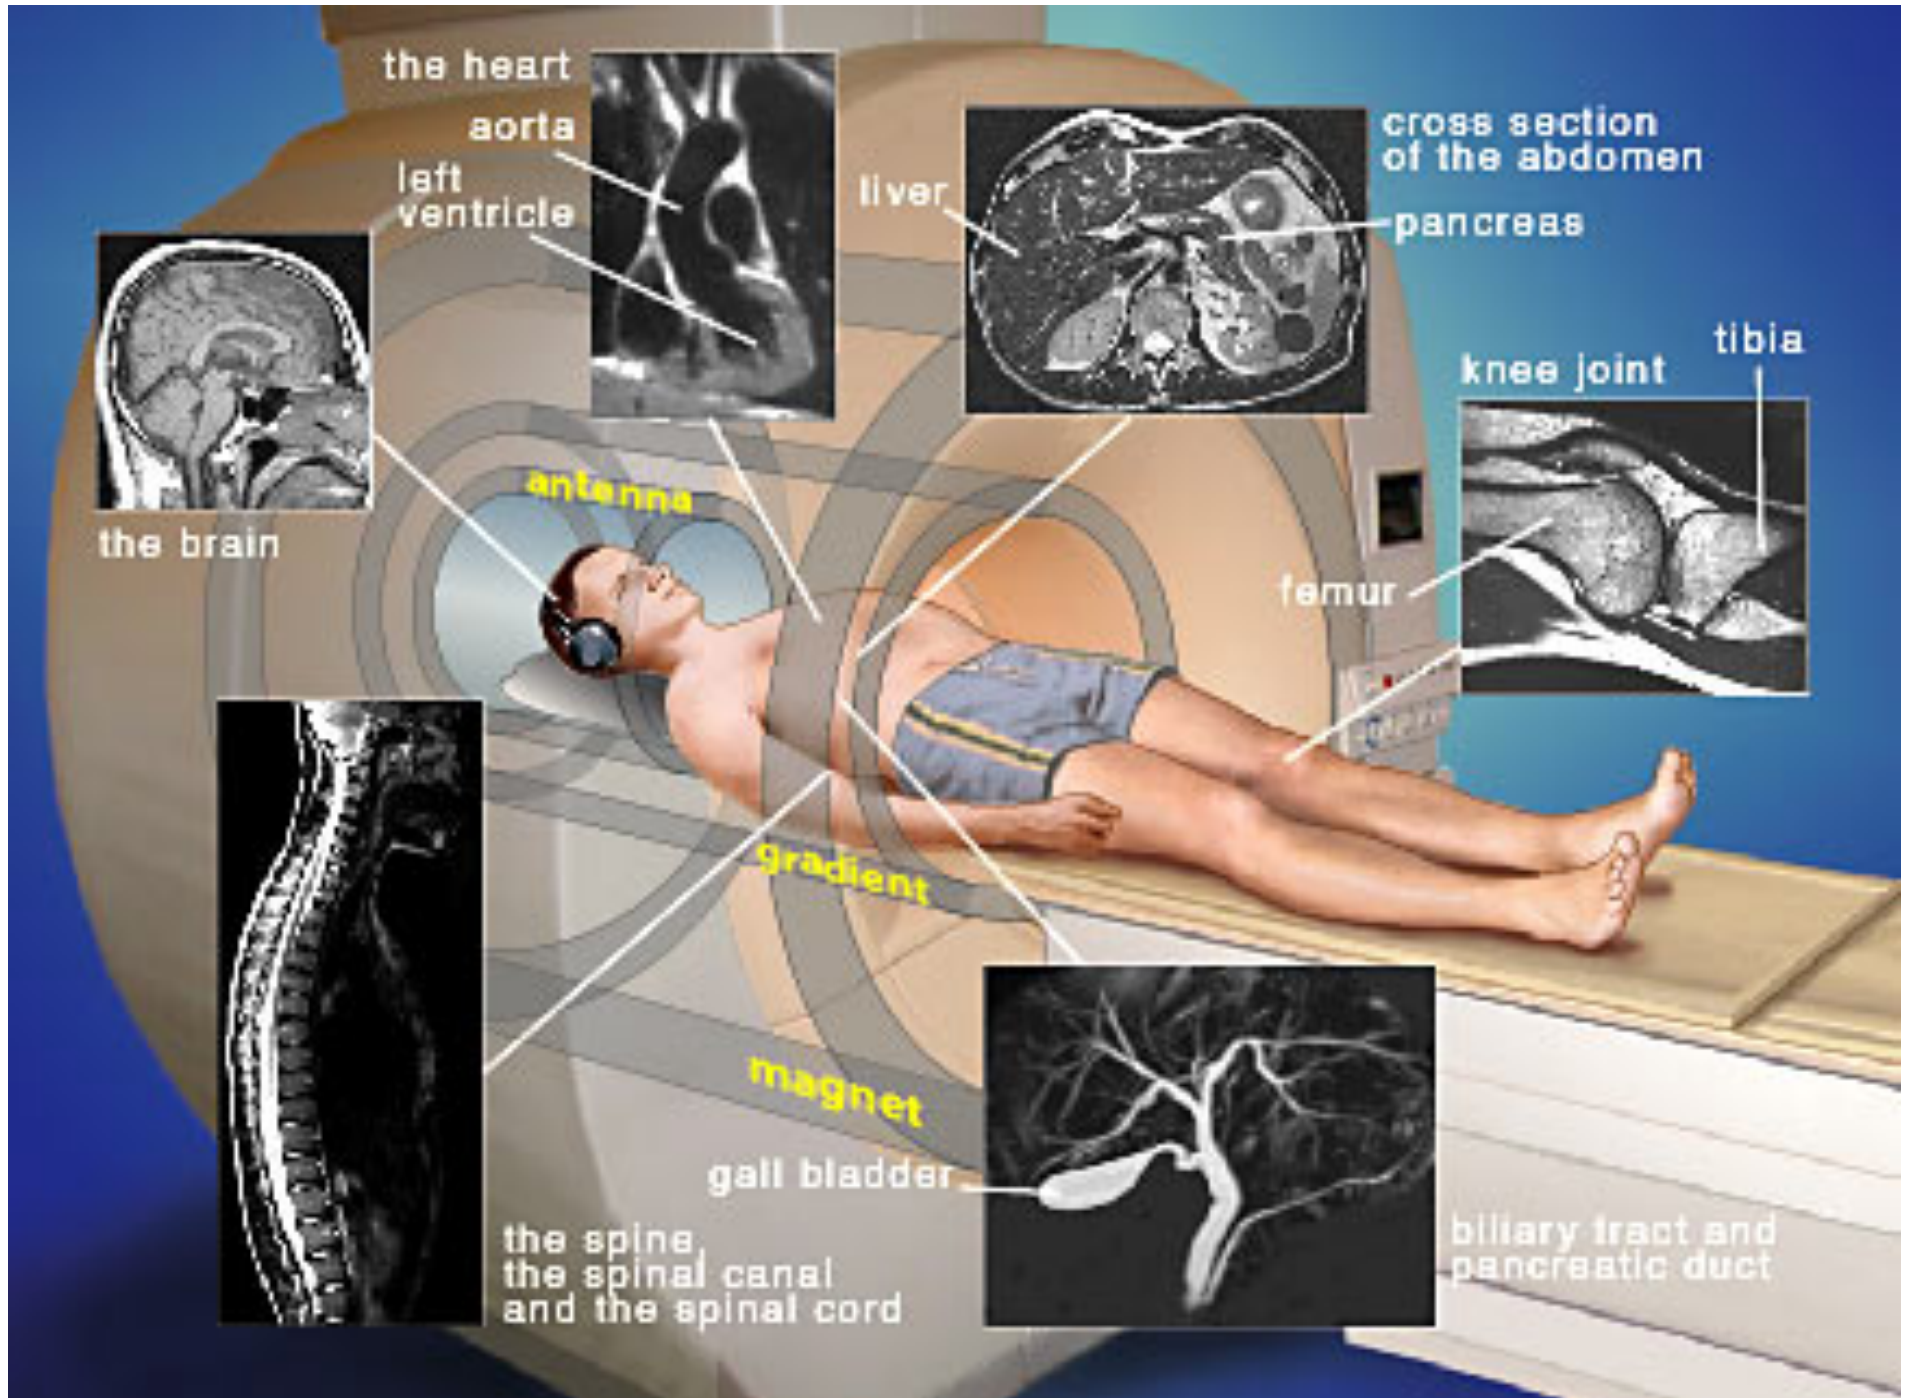 the heart
aorta
left
ventricle
liver
cross section
of the abdomen
pancreas
tibia
knee joint
femur
the brain
antenna
gradient
magnet
gall bladder
the spine,
the spinal canal
and the spinal cord
biliary tract and
pancreatic duct